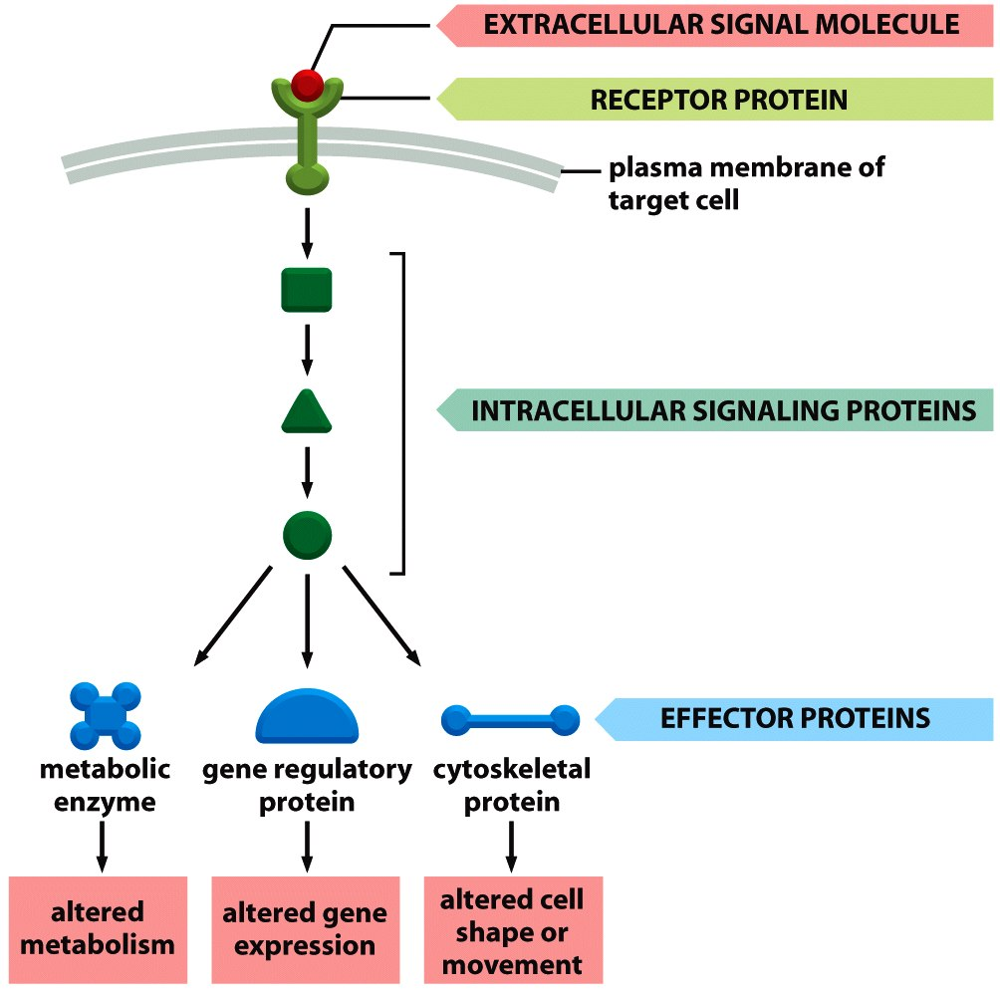 EXTRACELLULAR SIGNAL MOLECULE
RECEPTOR PROTEIN
plasma membrane of
target cell
INTRACELLULAR SIGNALING PROTEINS
EFFECTOR PROTEINS
metabolic
enzyme
gene regulatory
protein
cytoskeletal
protein
altered
metabolism
altered gene
expression
altered cell
shape or
movement